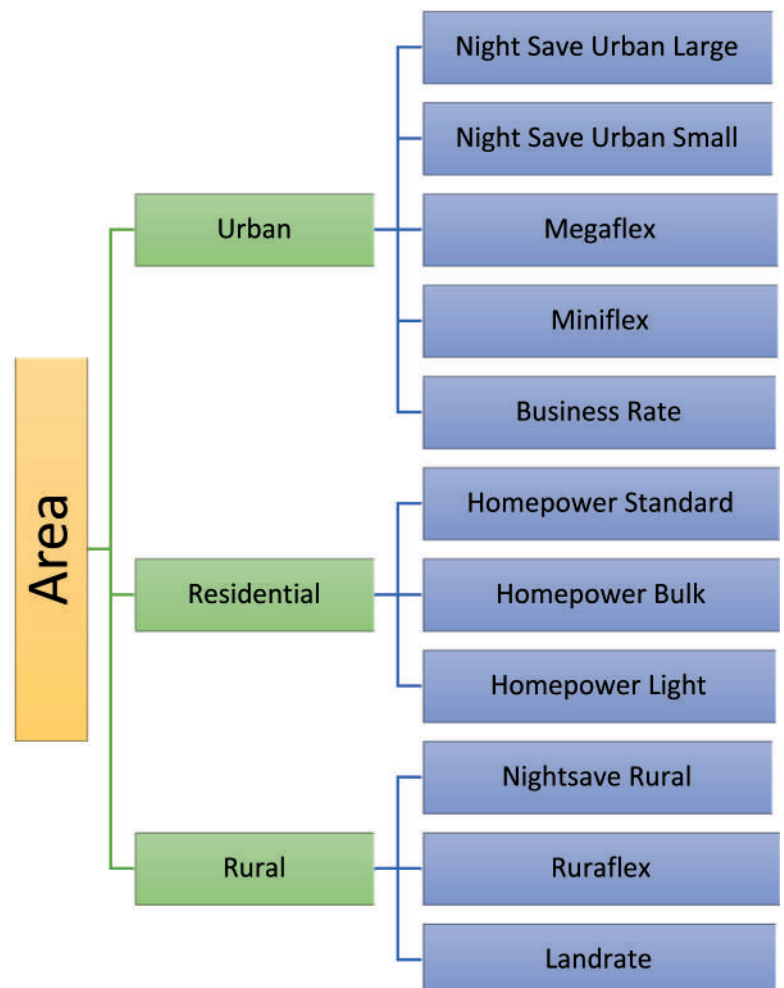 Area
Urban
Night Save Urban Large
Night Save Urban Small
Megaflex
Miniflex
Business Rate
Residential
Homepower Standard
Homepower Bulk
Homepower Light
Rural
Nightsave Rural
Ruraflex
Landrate